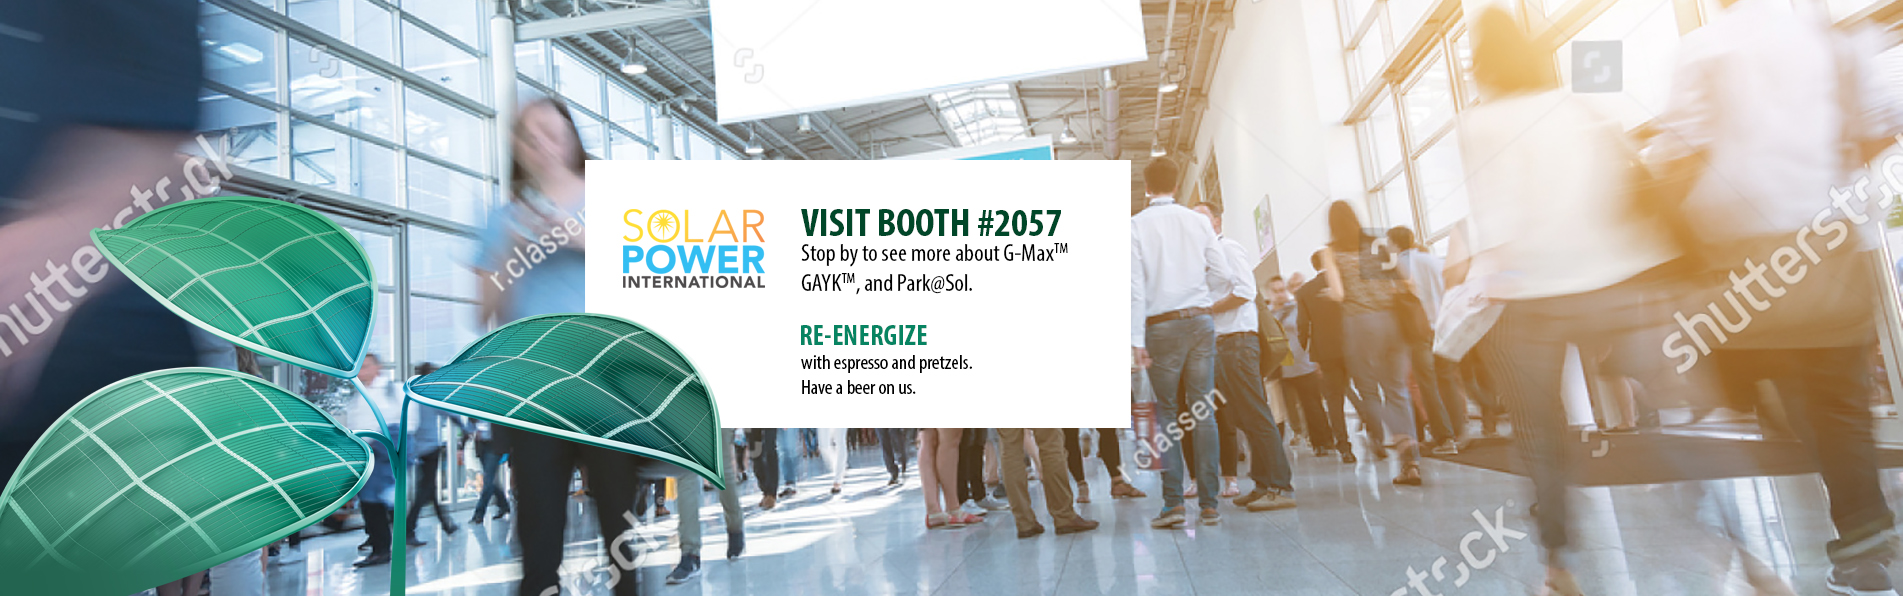 shutterstock
r.classen
SOLAR
POWER
INTERNATIONAL
VISIT BOOTH #2057
Stop by to see more about G-Max™
GAYK™, and Park@Sol.
RE-ENERGIZE
with espresso and pretzels.
Have a beer on us.
shutterstock
r.classen